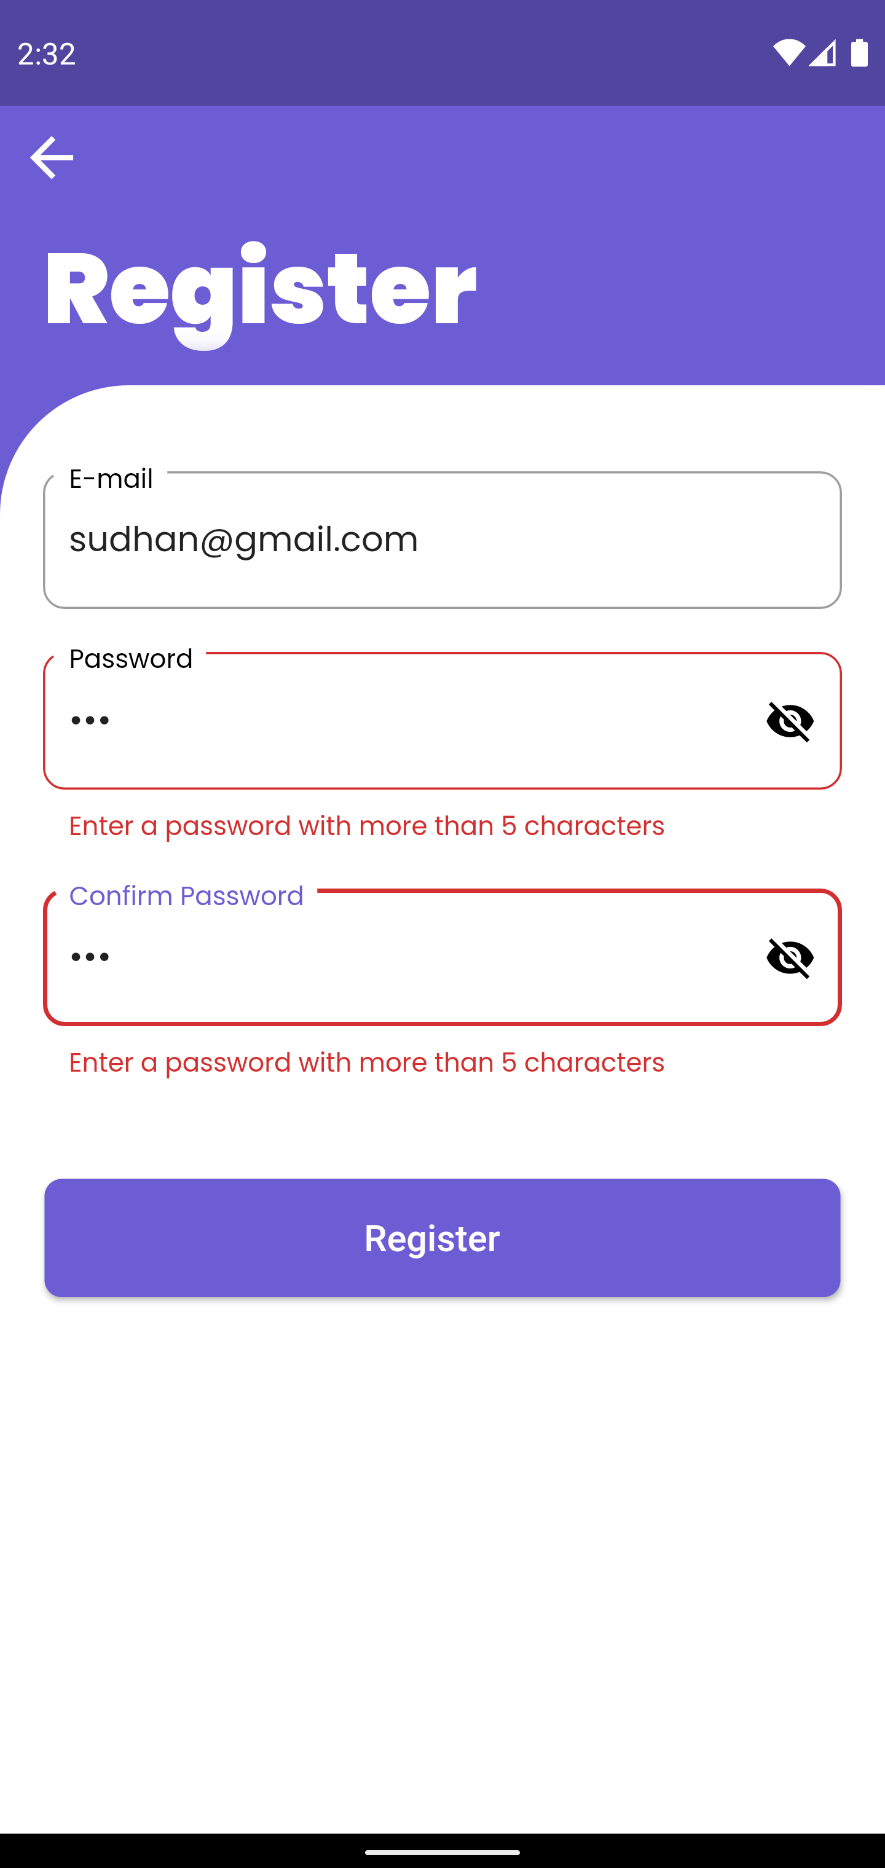 2:32
Register
E-mail
sudhan@gmail.com
Password
•••
Enter a password with more than 5 characters
Confirm Password
•••
Enter a password with more than 5 characters
Register